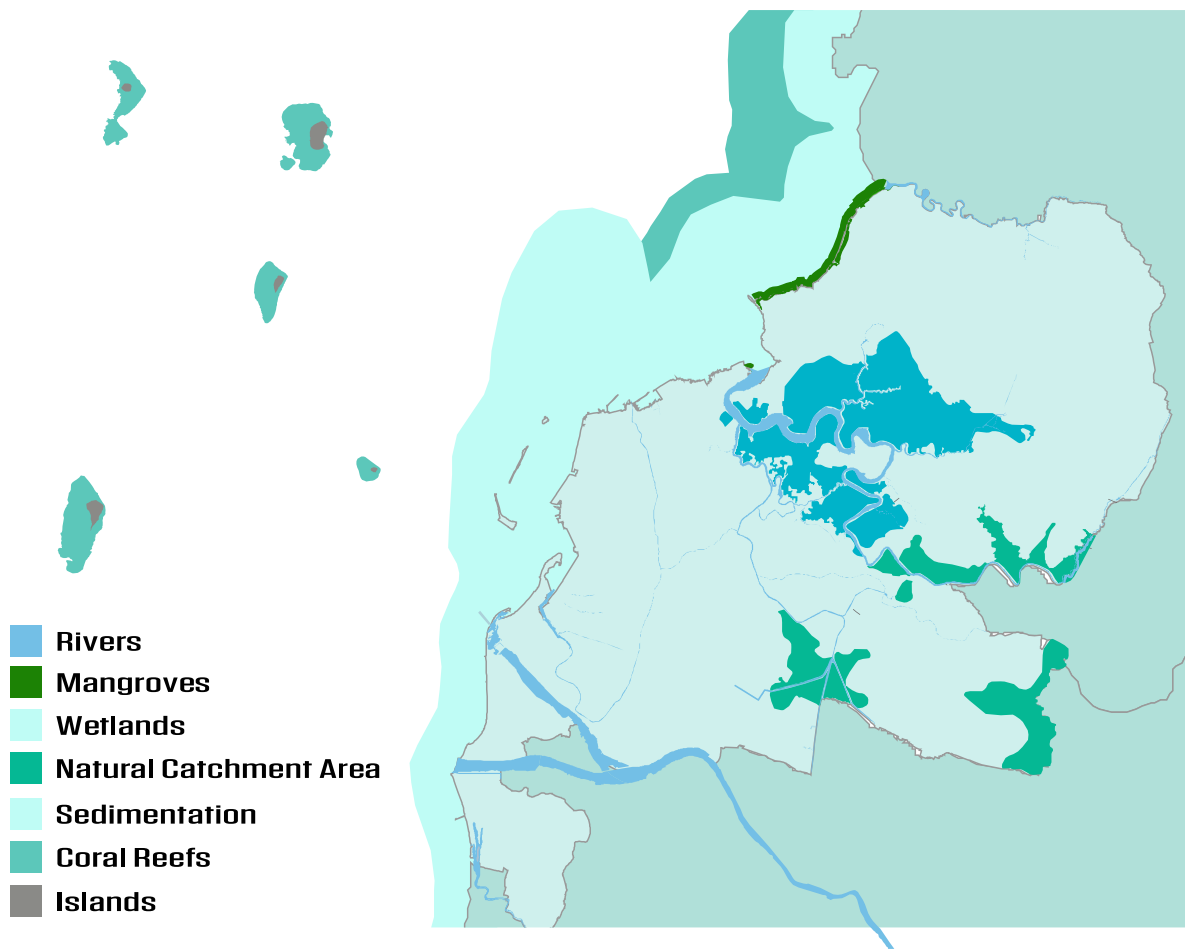 Rivers
Mangroves
Wetlands
Natural Catchment Area
Sedimentation
Coral Reefs
Islands